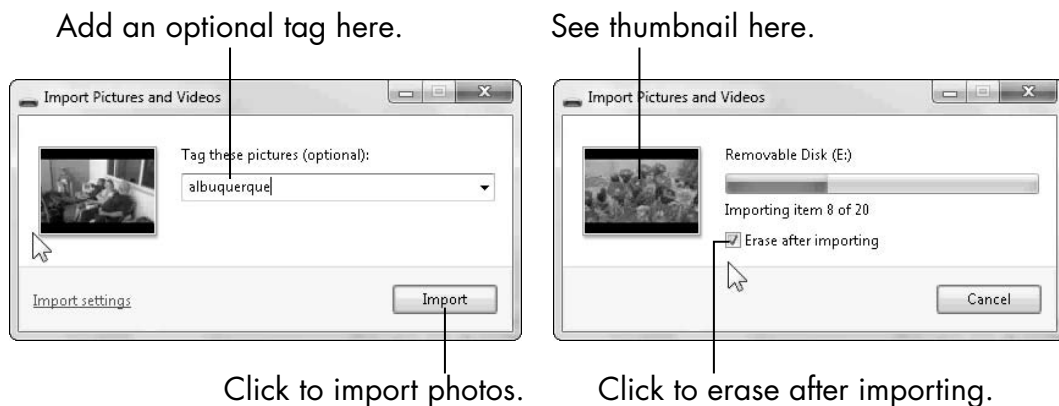 Add an optional tag here.
See thumbnail here.
Import Pictures and Videos
Tag these pictures (optional):
albuquerque
Import settings
Import
Import Pictures and Videos
Removable Disk (E:)
Importing item 8 of 20
Erase after importing
Cancel
Click to import photos.
Click to erase after importing.